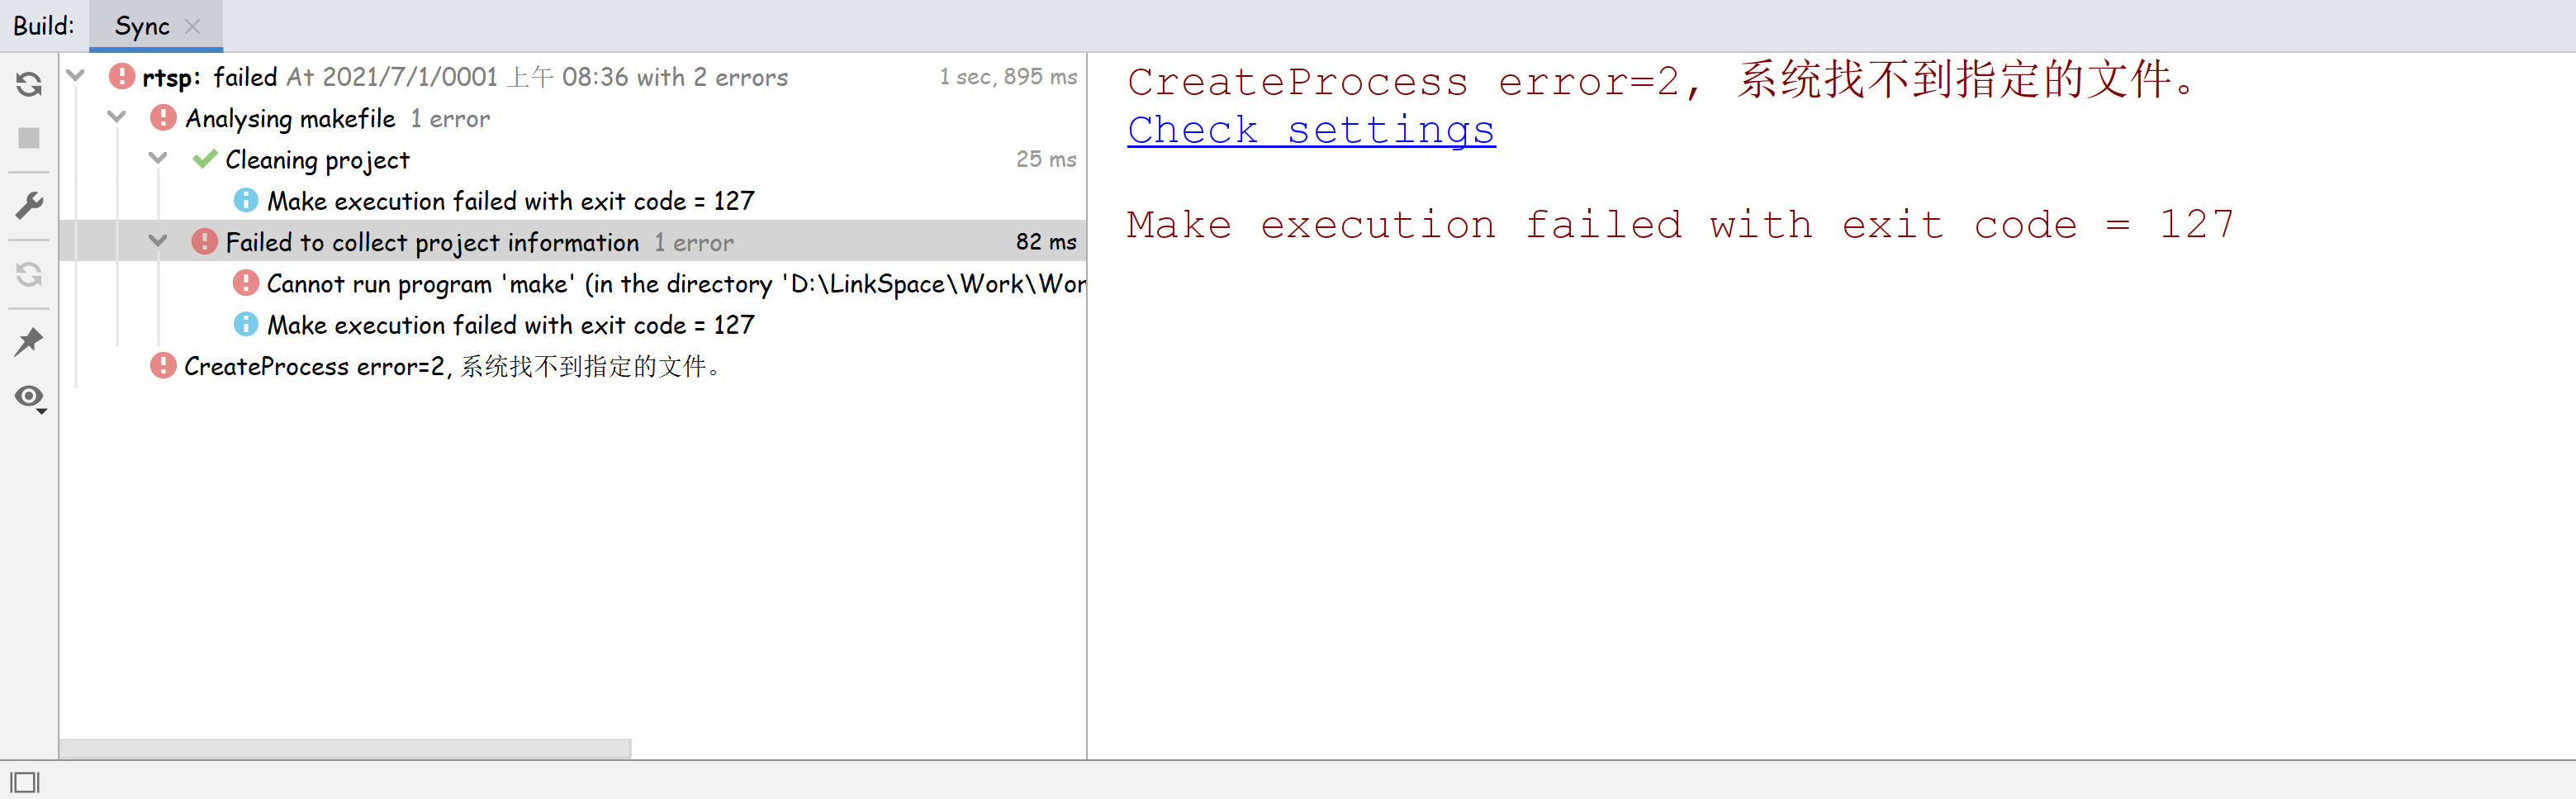 Build: Sync
rtsp: failed At 2021/7/1/0001 上午 08:36 with 2 errors 1 sec, 895 ms
Analysing makefile 1 error
Cleaning project 25 ms
Make execution failed with exit code = 127
Failed to collect project information 1 error 82 ms
Cannot run program 'make' (in the directory 'D:\LinkSpace\Work\Wor
Make execution failed with exit code = 127
CreateProcess error=2, 系统找不到指定的文件。
CreateProcess error=2, 系统找不到指定的文件。
Check settings
Make execution failed with exit code = 127